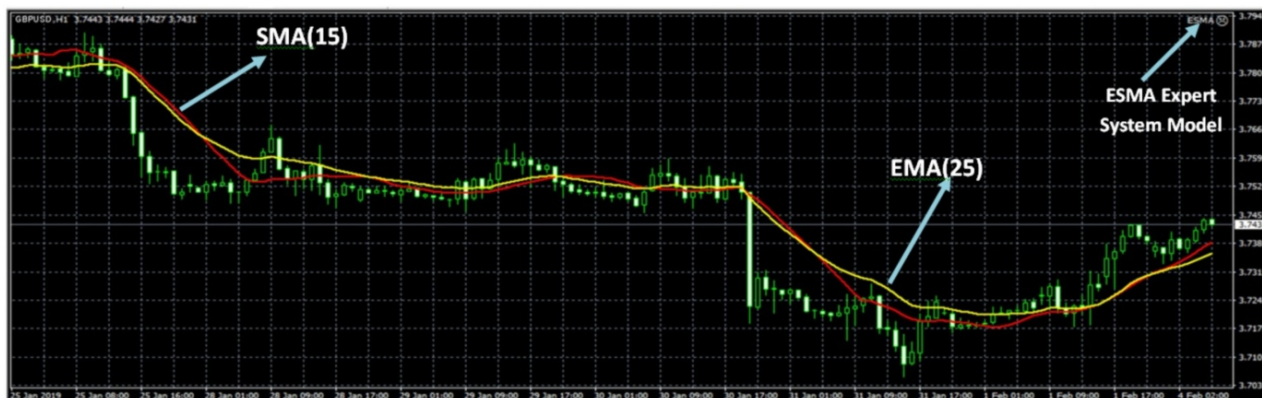 GBPUSD,H1 3.7443 3.7444 3.7427 3.7431
ESMA
SMA(15)
ESMA Expert
System Model
EMA(25)
3.794
3.787
3.780
3.773
3.766
3.759
3.752
3.745
3.743
3.738
3.731
3.724
3.717
3.710
3.703
25 Jan 2019 25 Jan 08:00 25 Jan 16:00 28 Jan 01:00 28 Jan 09:00 28 Jan 17:00 29 Jan 01:00 29 Jan 09:00 29 Jan 17:00 30 Jan 01:00 30 Jan 09:00 30 Jan 17:00 31 Jan 01:00 31 Jan 09:00 31 Jan 17:00 1 Feb 01:00 1 Feb 09:00 1 Feb 17:00 4 Feb 02:00